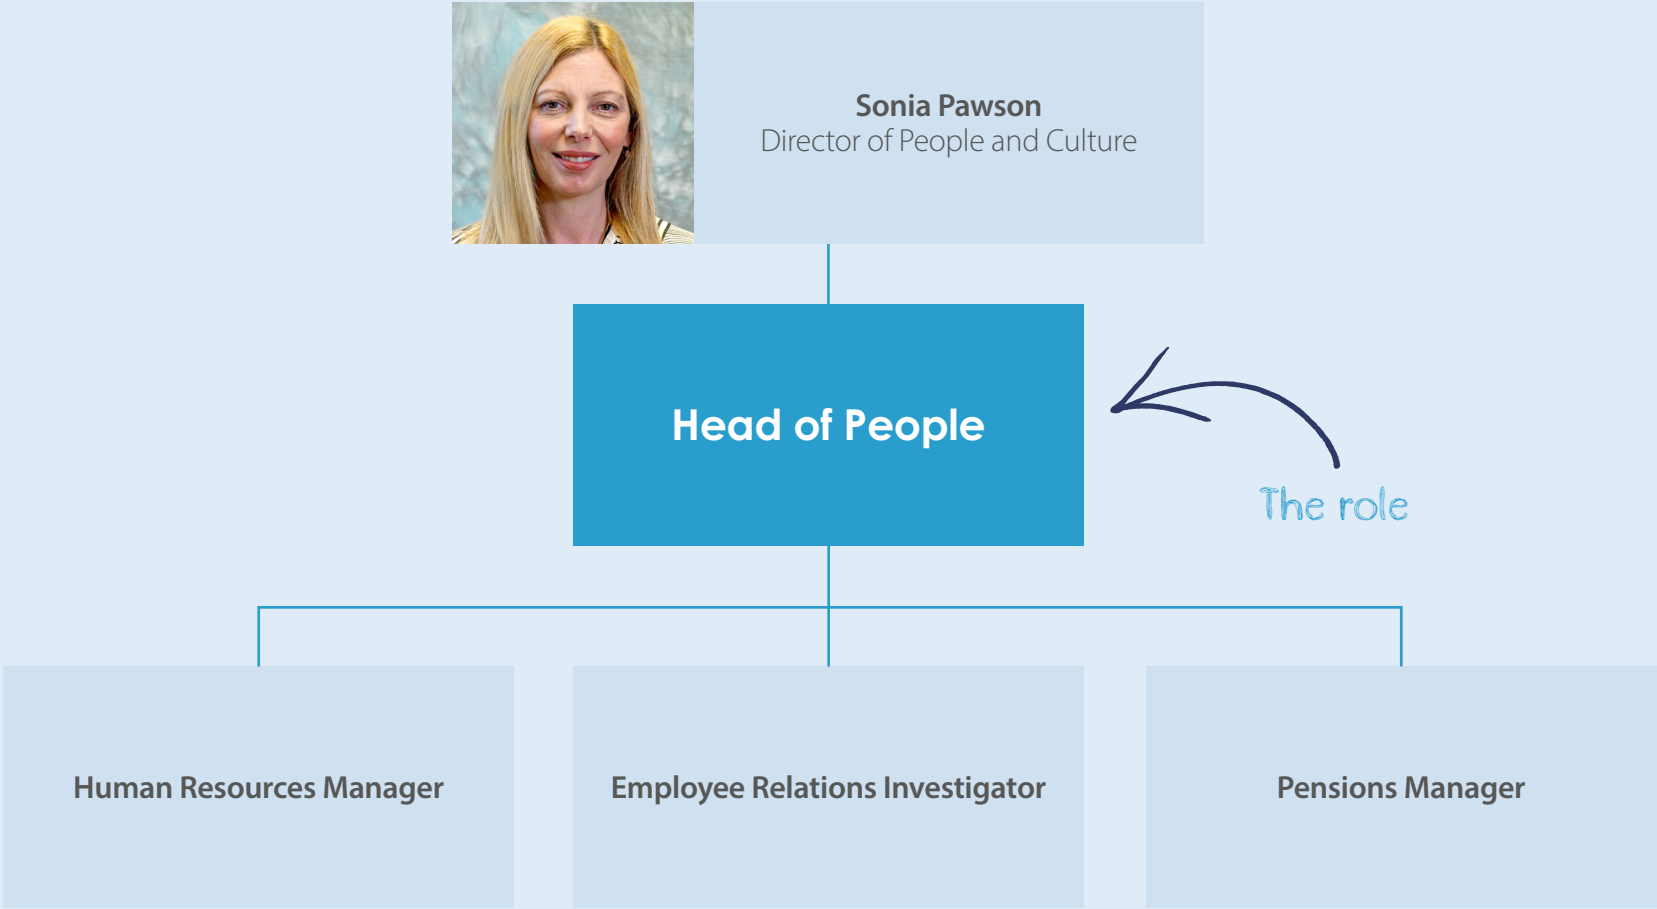 Sonia Pawson
Director of People and Culture
Head of People
The role
Human Resources Manager
Employee Relations Investigator
Pensions Manager